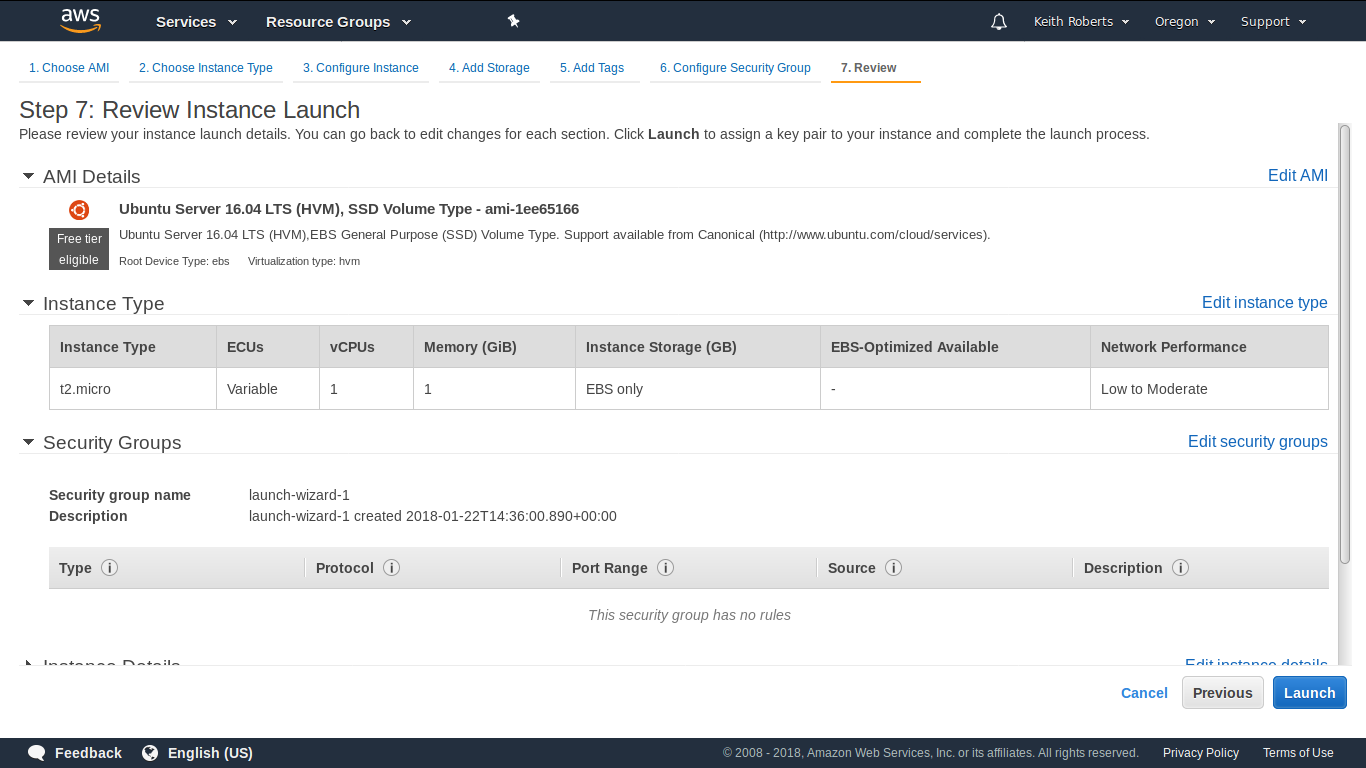 aws Services Resource Groups Keith Roberts Oregon Support
1. Choose AMI 2. Choose Instance Type 3. Configure Instance 4. Add Storage 5. Add Tags 6. Configure Security Group 7. Review
Step 7: Review Instance Launch
Please review your instance launch details. You can go back to edit changes for each section. Click Launch to assign a key pair to your instance and complete the launch process.
AMI Details Edit AMI
Ubuntu Server 16.04 LTS (HVM), SSD Volume Type - ami-1ee65166
Free tier
eligible
Ubuntu Server 16.04 LTS (HVM),EBS General Purpose (SSD) Volume Type. Support available from Canonical (http://www.ubuntu.com/cloud/services).
Root Device Type: ebs Virtualization type: hvm
Instance Type Edit instance type
Instance Type ECUs vCPUs Memory (GiB) Instance Storage (GB) EBS-Optimized Available Network Performance
t2.micro Variable 1 1 EBS only - Low to Moderate
Security Groups Edit security groups
Security group name launch-wizard-1
Description launch-wizard-1 created 2018-01-22T14:36:00.890+00:00
Type i Protocol i Port Range i Source i Description i
This security group has no rules
Instance Details Edit instance details
Cancel Previous Launch
Feedback English (US) © 2008 - 2018, Amazon Web Services, Inc. or its affiliates. All rights reserved. Privacy Policy Terms of Use